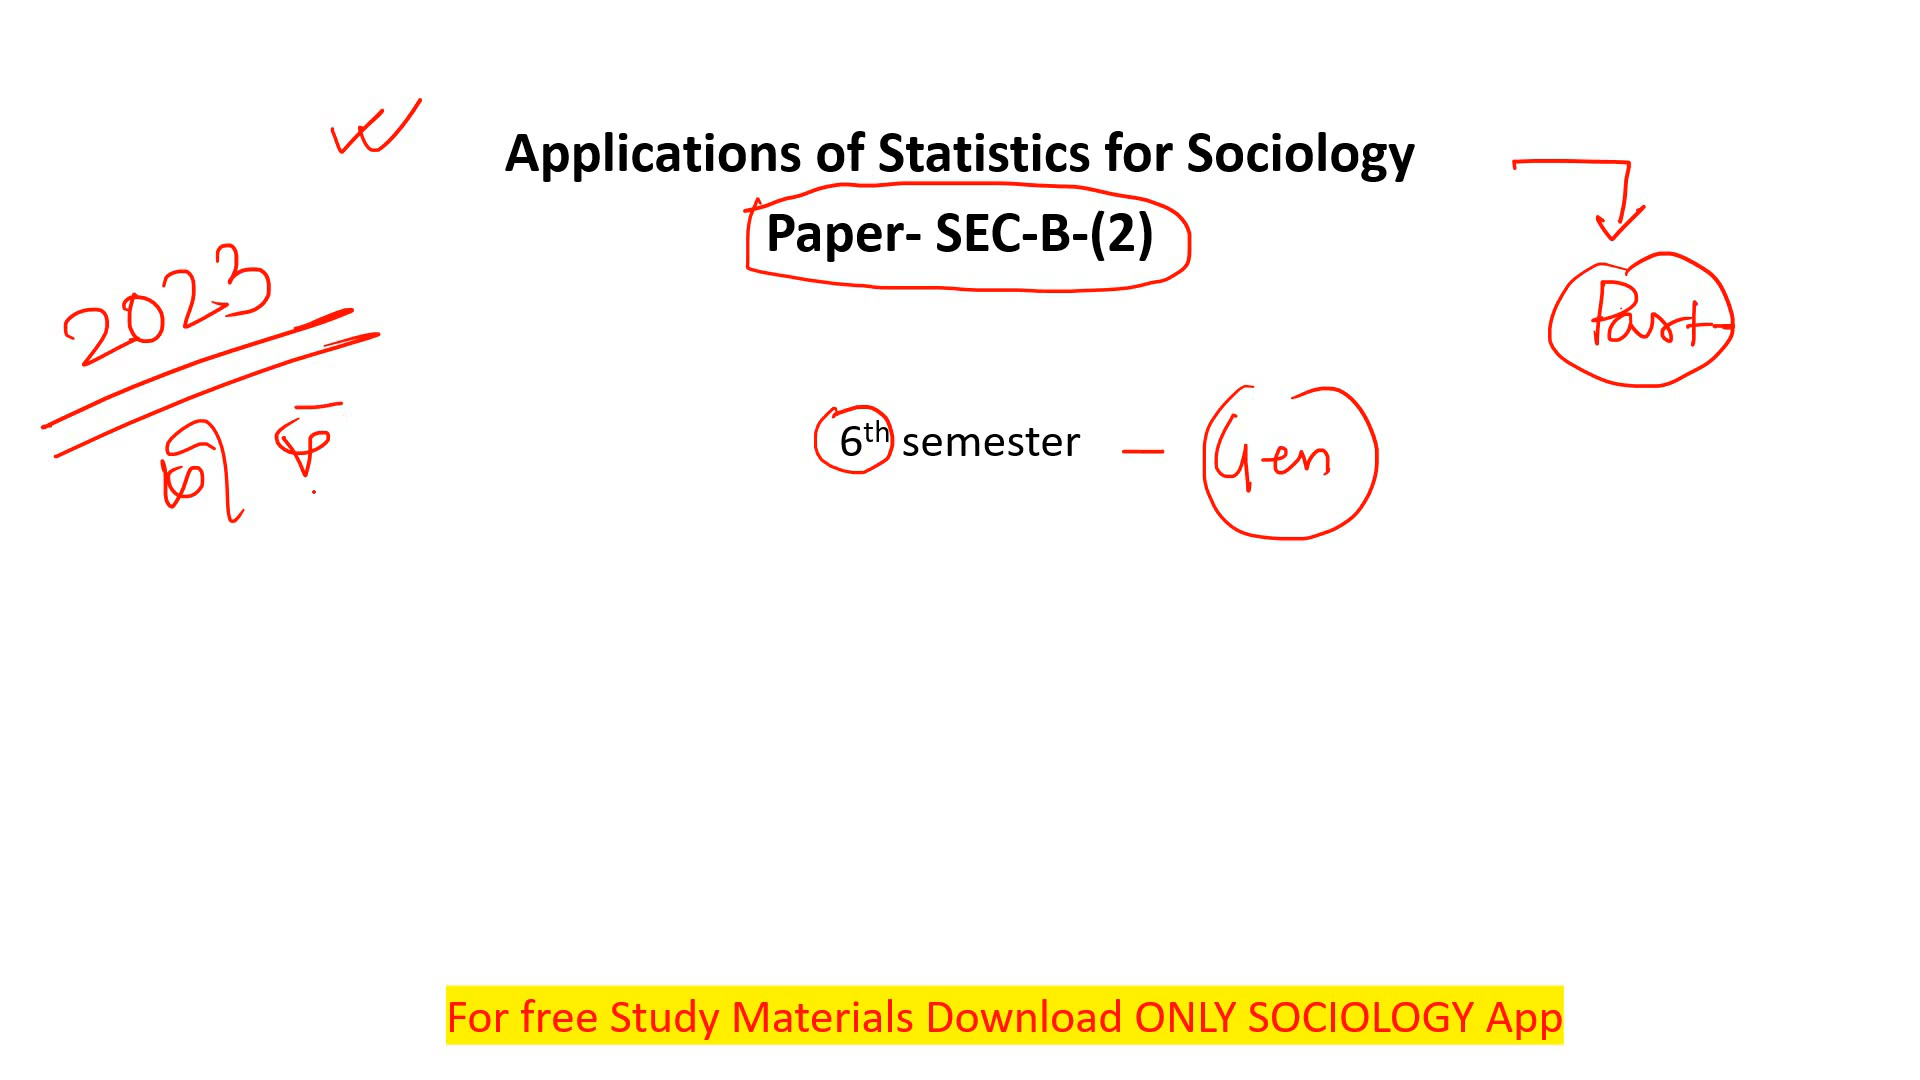 Applications of Statistics for Sociology
Paper- SEC-B-(2)
2023
Part-
6th semester - Gen
For free Study Materials Download ONLY SOCIOLOGY App